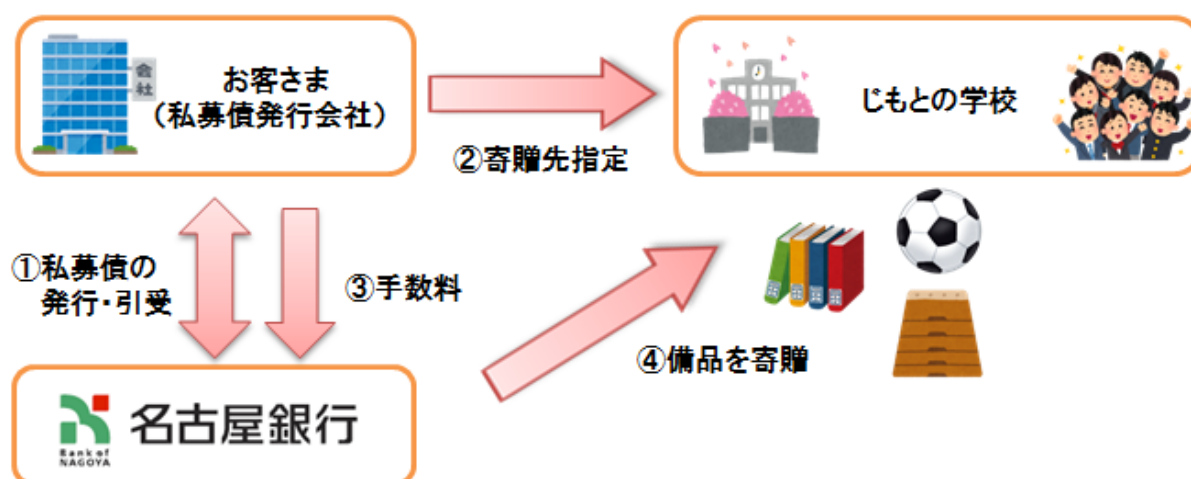 会
社
お客さま
（私募債発行会社）
じもとの学校
②寄贈先指定
①私募債の
発行・引受
③手数料
④備品を寄贈
Bank of
NAGOYA
名古屋銀行